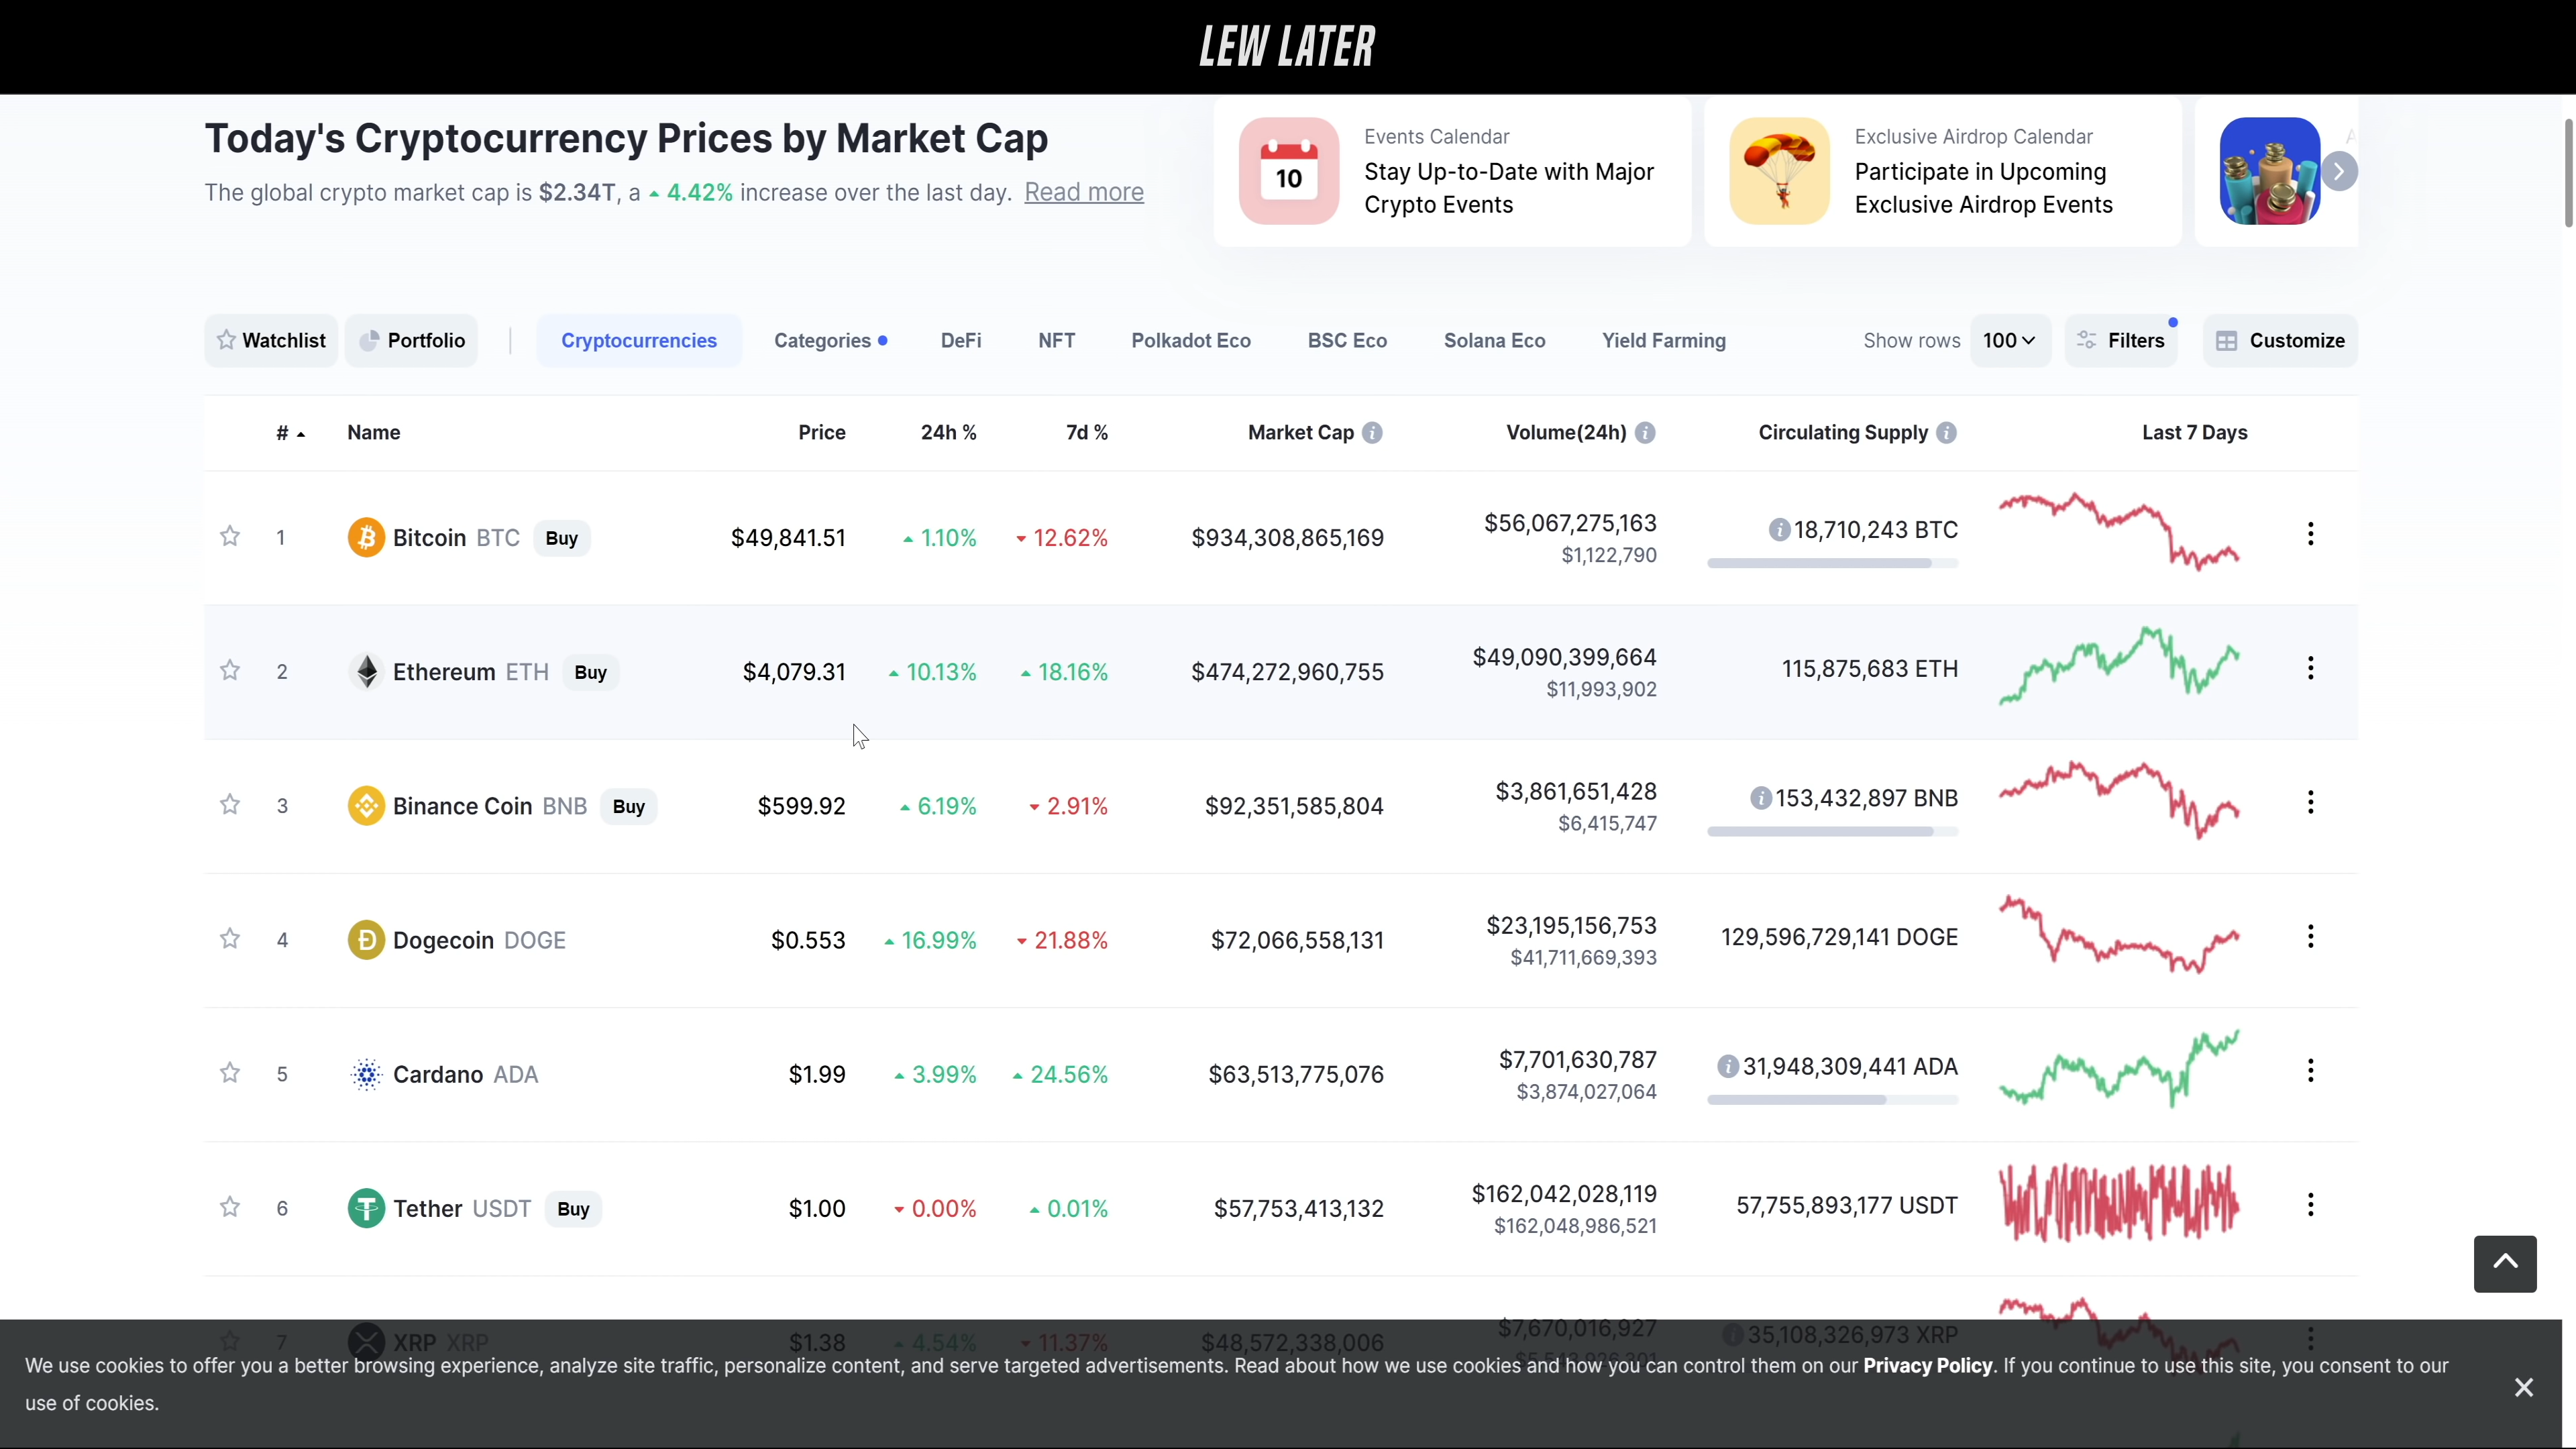 LEW LATER
Today's Cryptocurrency Prices by Market Cap
The global crypto market cap is $2.34T, a 4.42% increase over the last day. Read more
10
Events Calendar
Stay Up-to-Date with Major
Crypto Events
Exclusive Airdrop Calendar
Participate in Upcoming
Exclusive Airdrop Events
Watchlist Portfolio Cryptocurrencies Categories DeFi NFT Polkadot Eco BSC Eco Solana Eco Yield Farming Show rows 100 Filters Customize
# Name Price 24h % 7d % Market Cap Volume(24h) Circulating Supply Last 7 Days
1 Bitcoin BTC Buy $49,841.51 1.10% 12.62% $934,308,865,169 $56,067,275,163 18,710,243 BTC
$1,122,790
2 Ethereum ETH Buy $4,079.31 10.13% 18.16% $474,272,960,755 $49,090,399,664 115,875,683 ETH
$11,993,902
3 Binance Coin BNB Buy $599.92 6.19% 2.91% $92,351,585,804 $3,861,651,428 153,432,897 BNB
$6,415,747
4 Dogecoin DOGE $0.553 16.99% 21.88% $72,066,558,131 $23,195,156,753 129,596,729,141 DOGE
$41,711,669,393
5 Cardano ADA $1.99 3.99% 24.56% $63,513,775,076 $7,701,630,787 31,948,309,441 ADA
$3,874,027,064
6 Tether USDT Buy $1.00 0.00% 0.01% $57,753,413,132 $162,042,028,119 57,755,893,177 USDT
$162,048,986,521
7 XRP XRP $1.38 4.54% 11.37% $48,572,338,006 $7,670,016,927 35,108,326,973 XRP
We use cookies to offer you a better browsing experience, analyze site traffic, personalize content, and serve targeted advertisements. Read about how we use cookies and how you can control them on our Privacy Policy. If you continue to use this site, you consent to our
use of cookies.